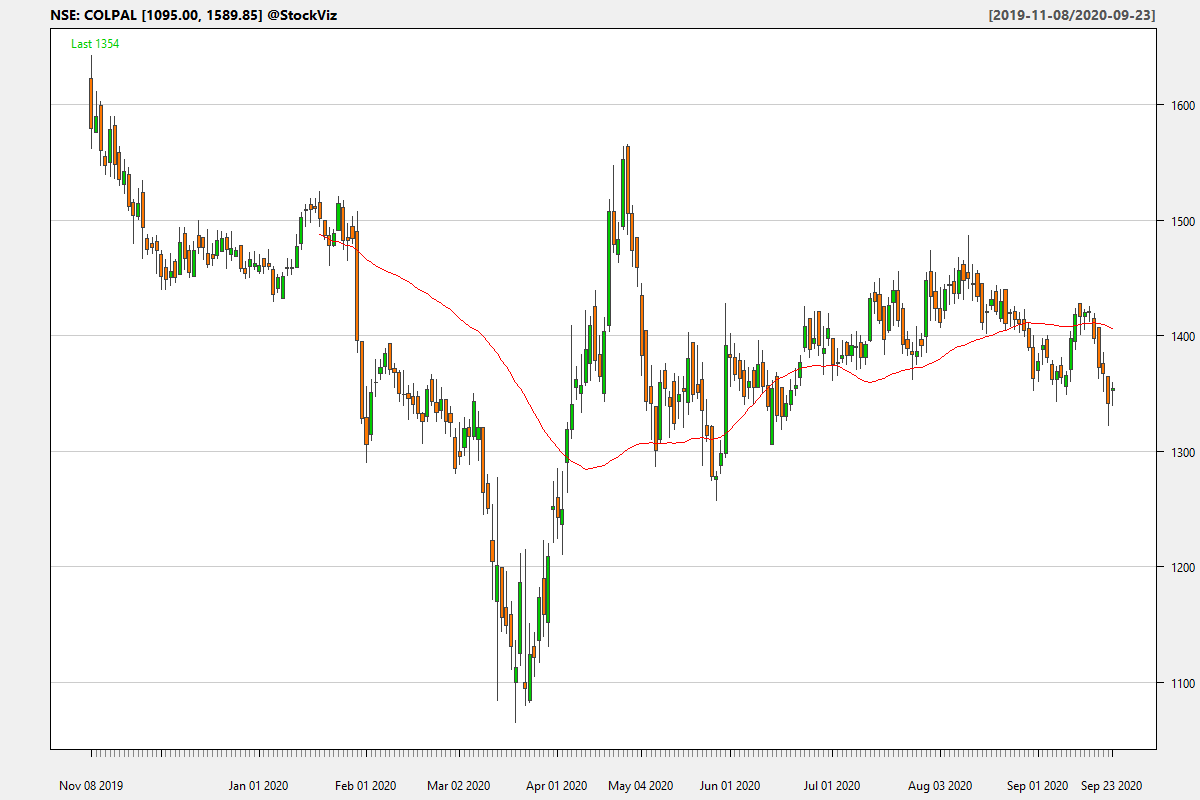 NSE: COLPAL [1095.00, 1589.85] @StockViz
[2019-11-08/2020-09-23]
Last 1354
1600
1500
1400
1300
1200
1100
Nov 08 2019 Jan 01 2020 Feb 01 2020 Mar 02 2020 Apr 01 2020 May 04 2020 Jun 01 2020 Jul 01 2020 Aug 03 2020 Sep 01 2020 Sep 23 2020